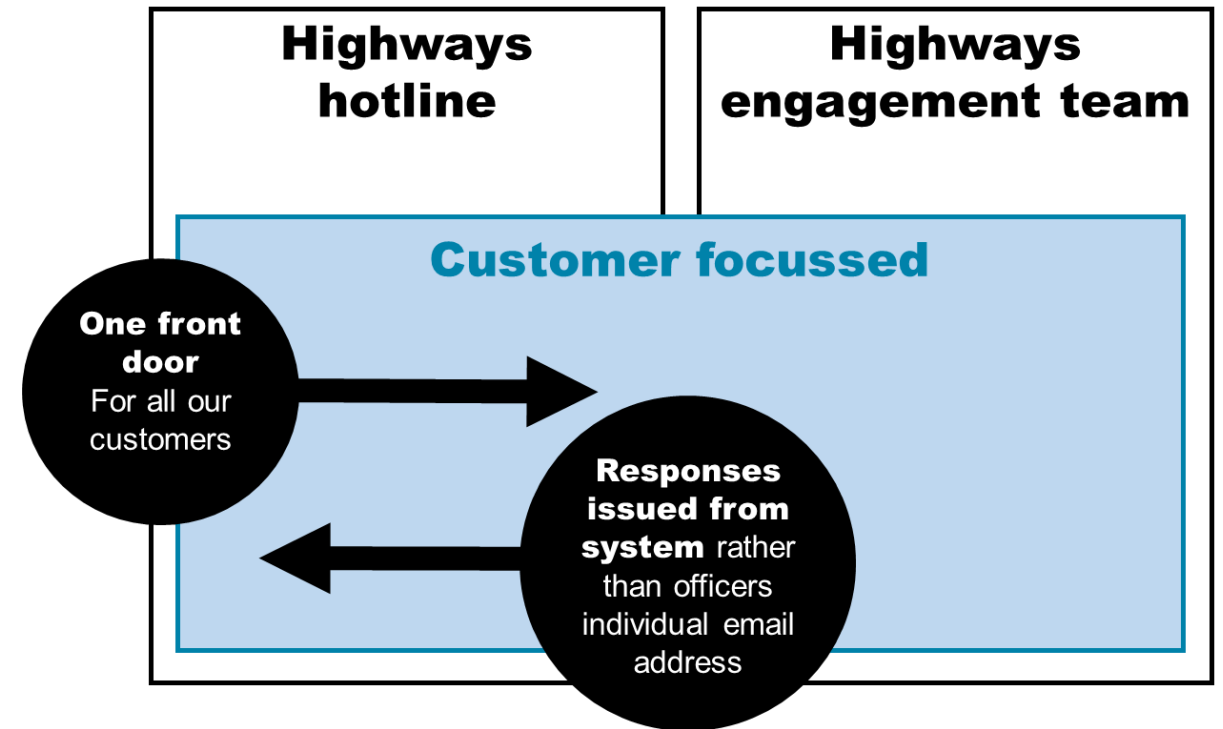 Highways
hotline
Highways
engagement team
Customer focussed
One front
door
For all our
customers
Responses
issued from
system rather
than officers
individual email
address